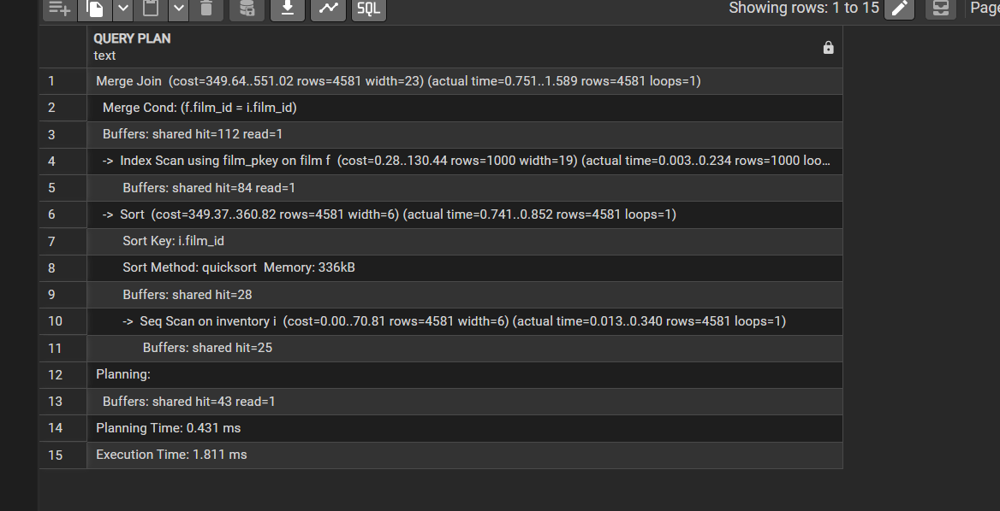 SQL
Showing rows: 1 to 15
Page
QUERY PLAN
text
1 Merge Join (cost=349.64..551.02 rows=4581 width=23) (actual time=0.751..1.589 rows=4581 loops=1)
2 Merge Cond: (f.film_id = i.film_id)
3 Buffers: shared hit=112 read=1
4 -> Index Scan using film_pkey on film f (cost=0.28..130.44 rows=1000 width=19) (actual time=0.003..0.234 rows=1000 loo...
5 Buffers: shared hit=84 read=1
6 -> Sort (cost=349.37..360.82 rows=4581 width=6) (actual time=0.741..0.852 rows=4581 loops=1)
7 Sort Key: i.film_id
8 Sort Method: quicksort Memory: 336kB
9 Buffers: shared hit=28
10 -> Seq Scan on inventory i (cost=0.00..70.81 rows=4581 width=6) (actual time=0.013..0.340 rows=4581 loops=1)
11 Buffers: shared hit=25
12 Planning:
13 Buffers: shared hit=43 read=1
14 Planning Time: 0.431 ms
15 Execution Time: 1.811 ms